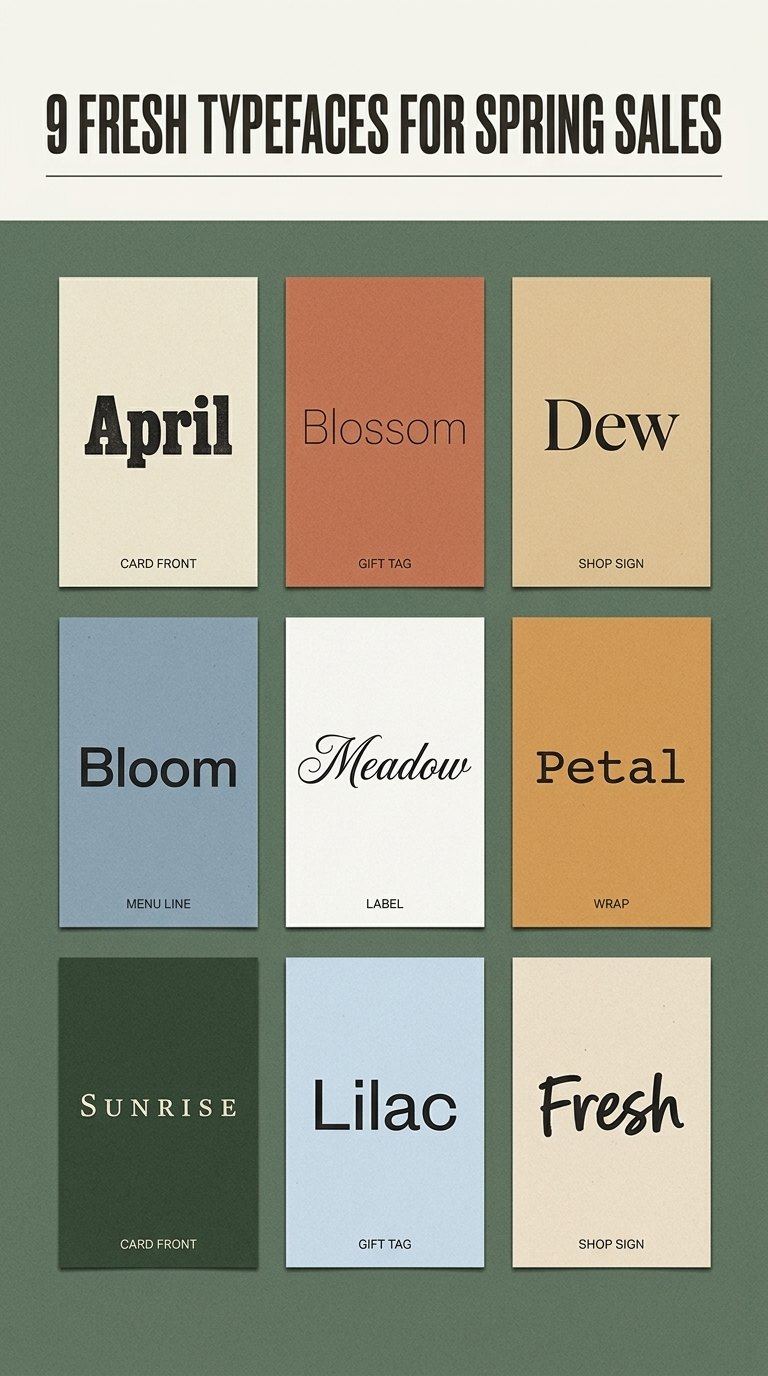 9 FRESH TYPEFACES FOR SPRING SALES
April
CARD FRONT
Blossom
GIFT TAG
Dew
SHOP SIGN
Bloom
MENU LINE
Meadow
LABEL
Petal
WRAP
SUNRISE
CARD FRONT
Lilac
GIFT TAG
Fresh
SHOP SIGN